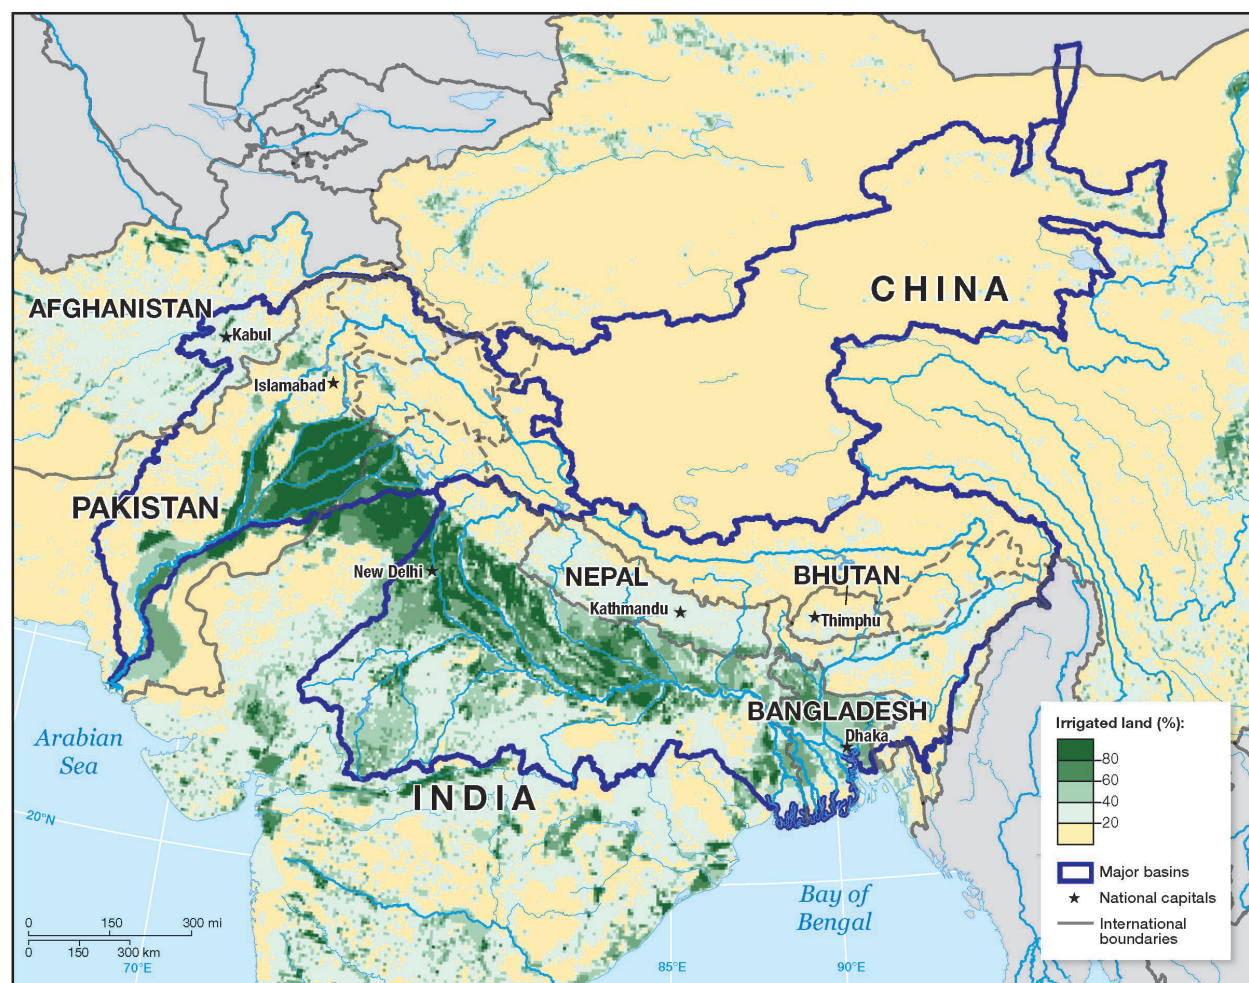 CHINA
AFGHANISTAN
Kabul
Islamabad
PAKISTAN
New Delhi
NEPAL
Kathmandu
BHUTAN
Thimphu
BANGLADESH
Dhaka
INDIA
Arabian
Sea
20°N
Bay of
Bengal
0 150 300 mi
0 150 300 km
70°E
85°E
90°E
Irrigated land (%):
80
60
40
20
Major basins
National capitals
International
boundaries